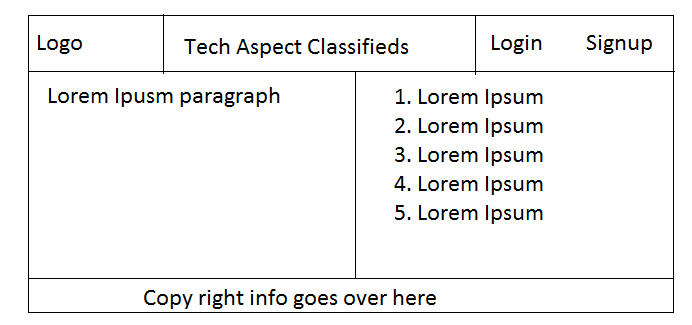 Logo
Tech Aspect Classifieds
Login Signup
Lorem Ipusm paragraph
1. Lorem Ipsum
2. Lorem Ipsum
3. Lorem Ipsum
4. Lorem Ipsum
5. Lorem Ipsum
Copy right info goes over here